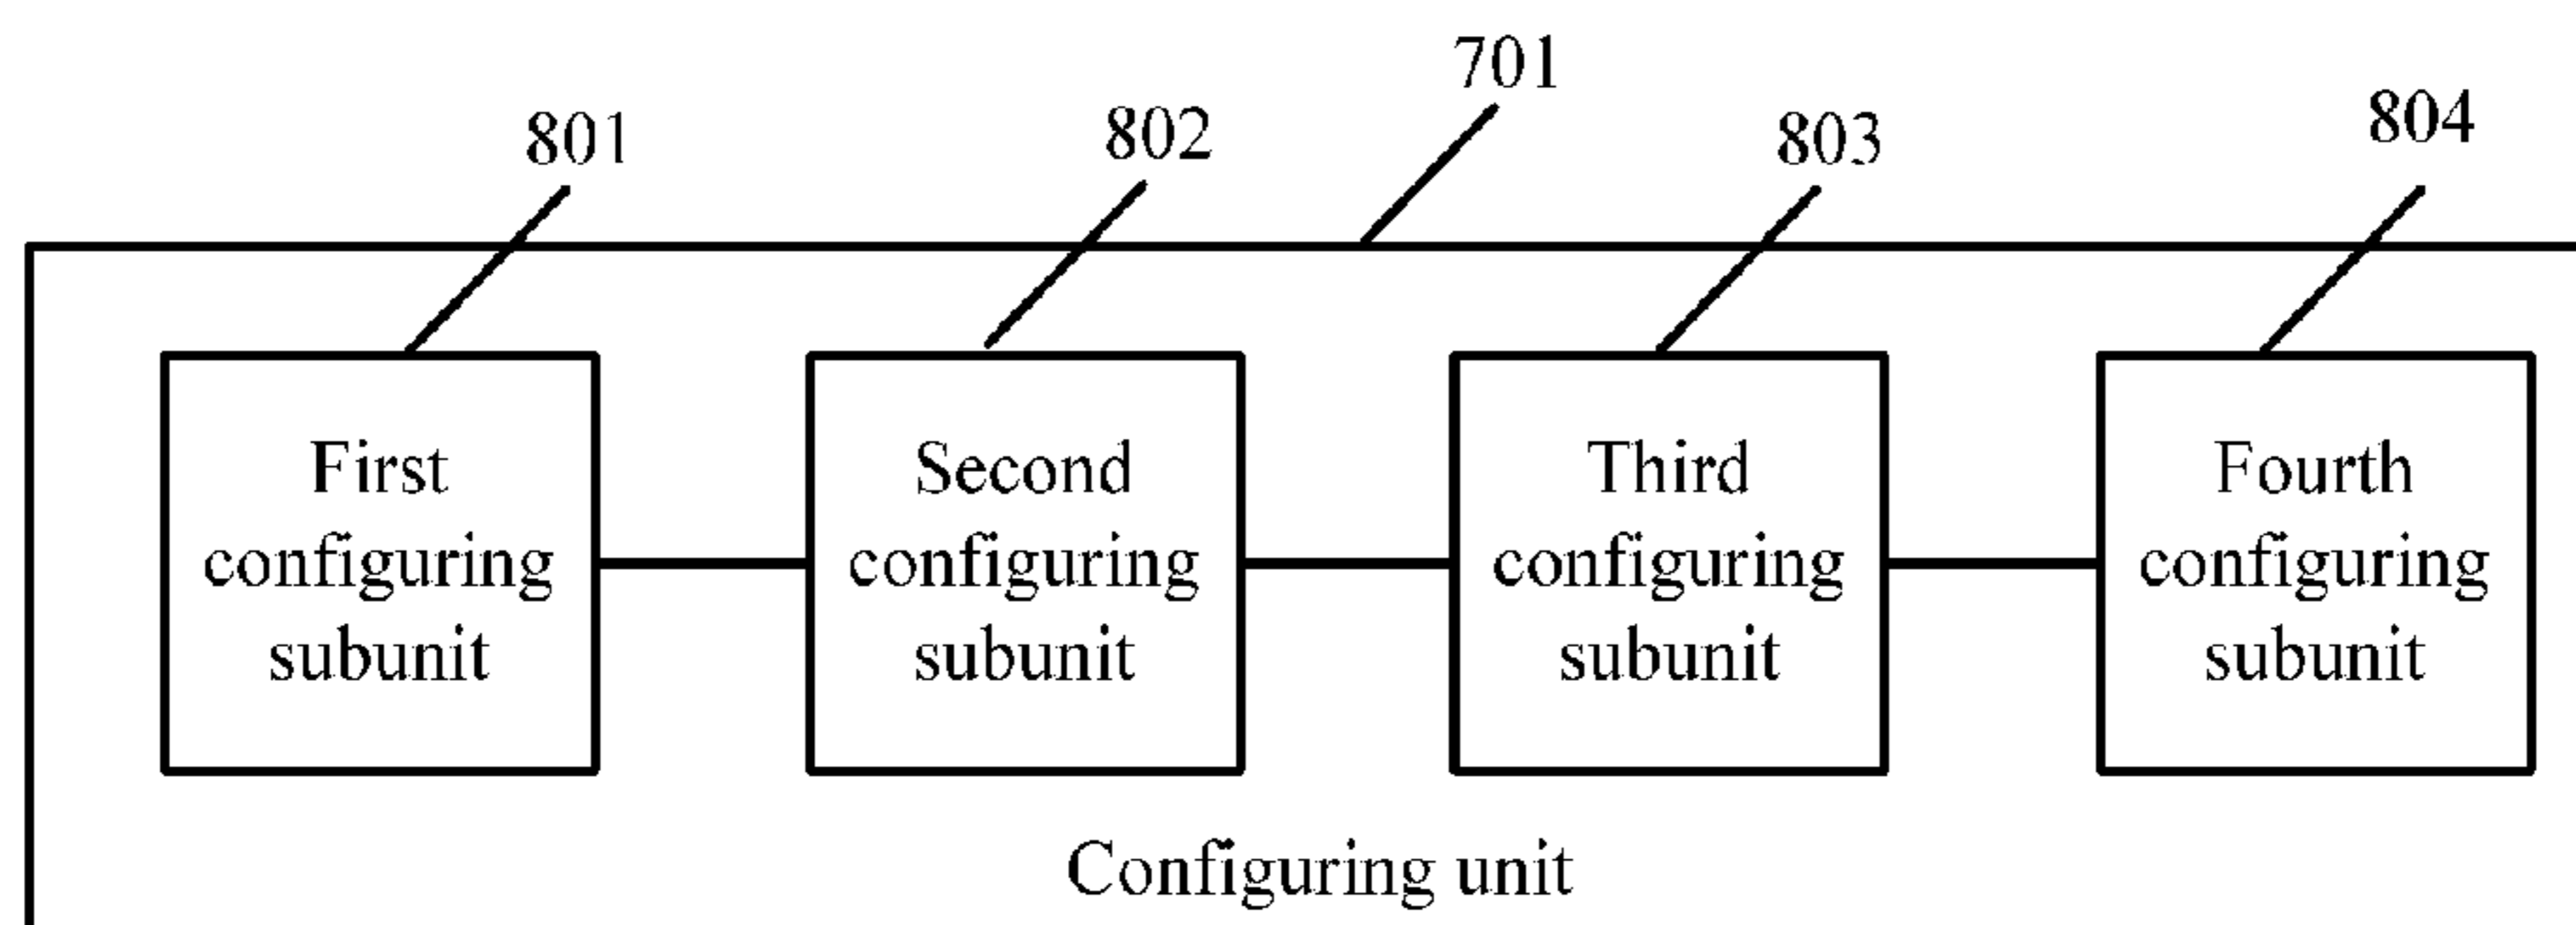 701
801
802
803
804
First
configuring
subunit
Second
configuring
subunit
Third
configuring
subunit
Fourth
configuring
subunit
Configuring unit